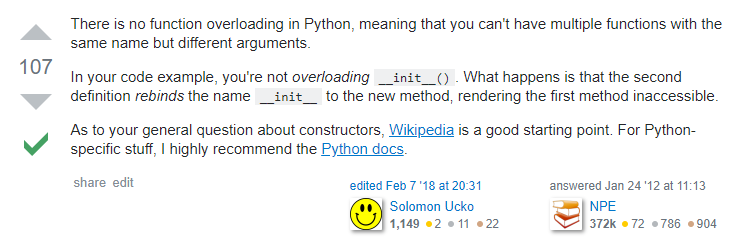 There is no function overloading in Python, meaning that you can't have multiple functions with the
same name but different arguments.
107
In your code example, you're not overloading __init__() . What happens is that the second
definition rebinds the name __init__ to the new method, rendering the first method inaccessible.
As to your general question about constructors, Wikipedia is a good starting point. For Python-
specific stuff, I highly recommend the Python docs.
share edit
edited Feb 7 '18 at 20:31
Solomon Ucko
1,149 ●2 ●11 ●22
answered Jan 24 '12 at 11:13
NPE
372k ●72 ●786 ●904